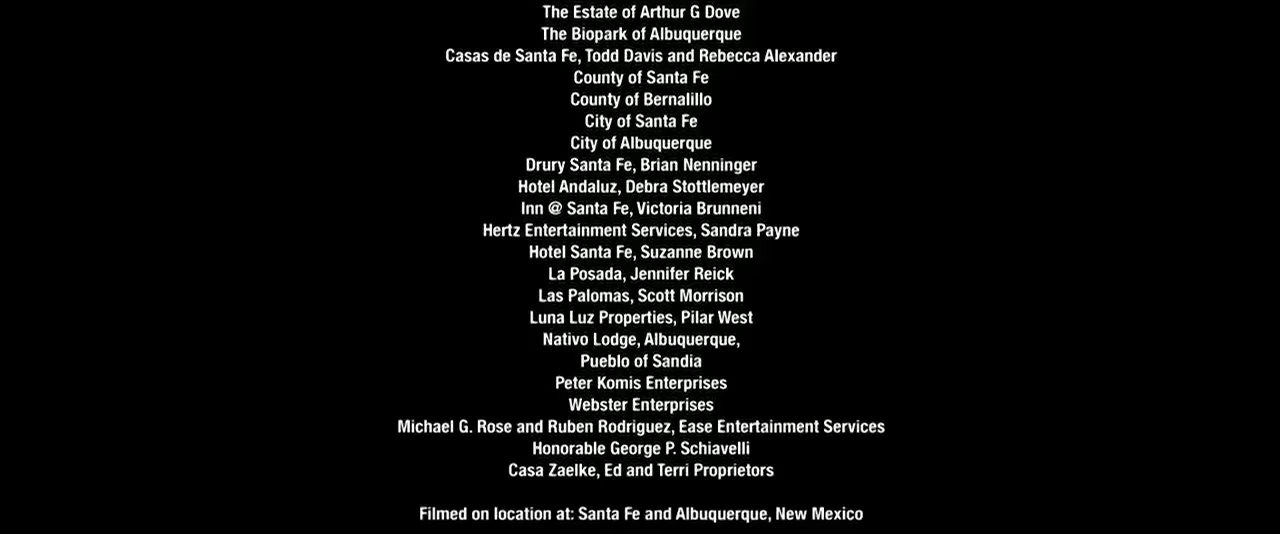 The Estate of Arthur G Dove
The Biopark of Albuquerque
Casas de Santa Fe, Todd Davis and Rebecca Alexander
County of Santa Fe
County of Bernalillo
City of Santa Fe
City of Albuquerque
Drury Santa Fe, Brian Nenninger
Hotel Andaluz, Debra Stottlemeyer
Inn @ Santa Fe, Victoria Brunneni
Hertz Entertainment Services, Sandra Payne
Hotel Santa Fe, Suzanne Brown
La Posada, Jennifer Reick
Las Palomas, Scott Morrison
Luna Luz Properties, Pilar West
Nativo Lodge, Albuquerque,
Pueblo of Sandia
Peter Komis Enterprises
Webster Enterprises
Michael G. Rose and Ruben Rodriguez, Ease Entertainment Services
Honorable George P. Schiavelli
Casa Zaelke, Ed and Terri Proprietors
Filmed on location at: Santa Fe and Albuquerque, New Mexico